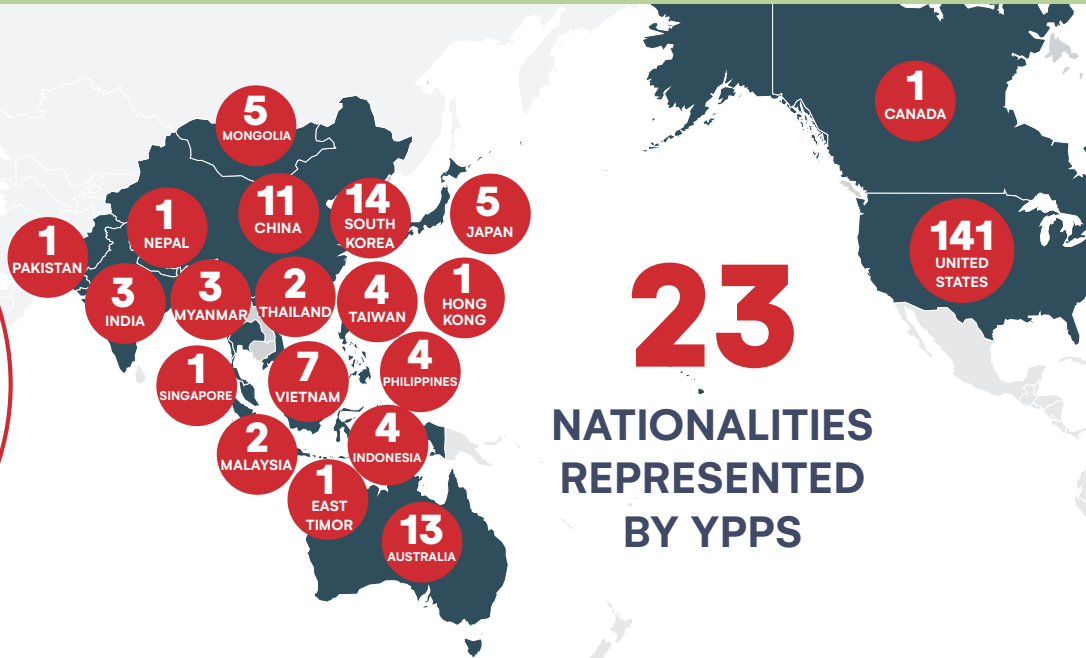 5
MONGOLIA
1
CANADA
1
NEPAL
11
CHINA
14
SOUTH
KOREA
5
JAPAN
1
PAKISTAN
141
UNITED
STATES
3
INDIA
3
MYANMAR
2
THAILAND
4
TAIWAN
1
HONG
KONG
23
NATIONALITIES
REPRESENTED
BY YPPS
1
SINGAPORE
7
VIETNAM
4
PHILIPPINES
2
MALAYSIA
4
INDONESIA
1
EAST
TIMOR
13
AUSTRALIA